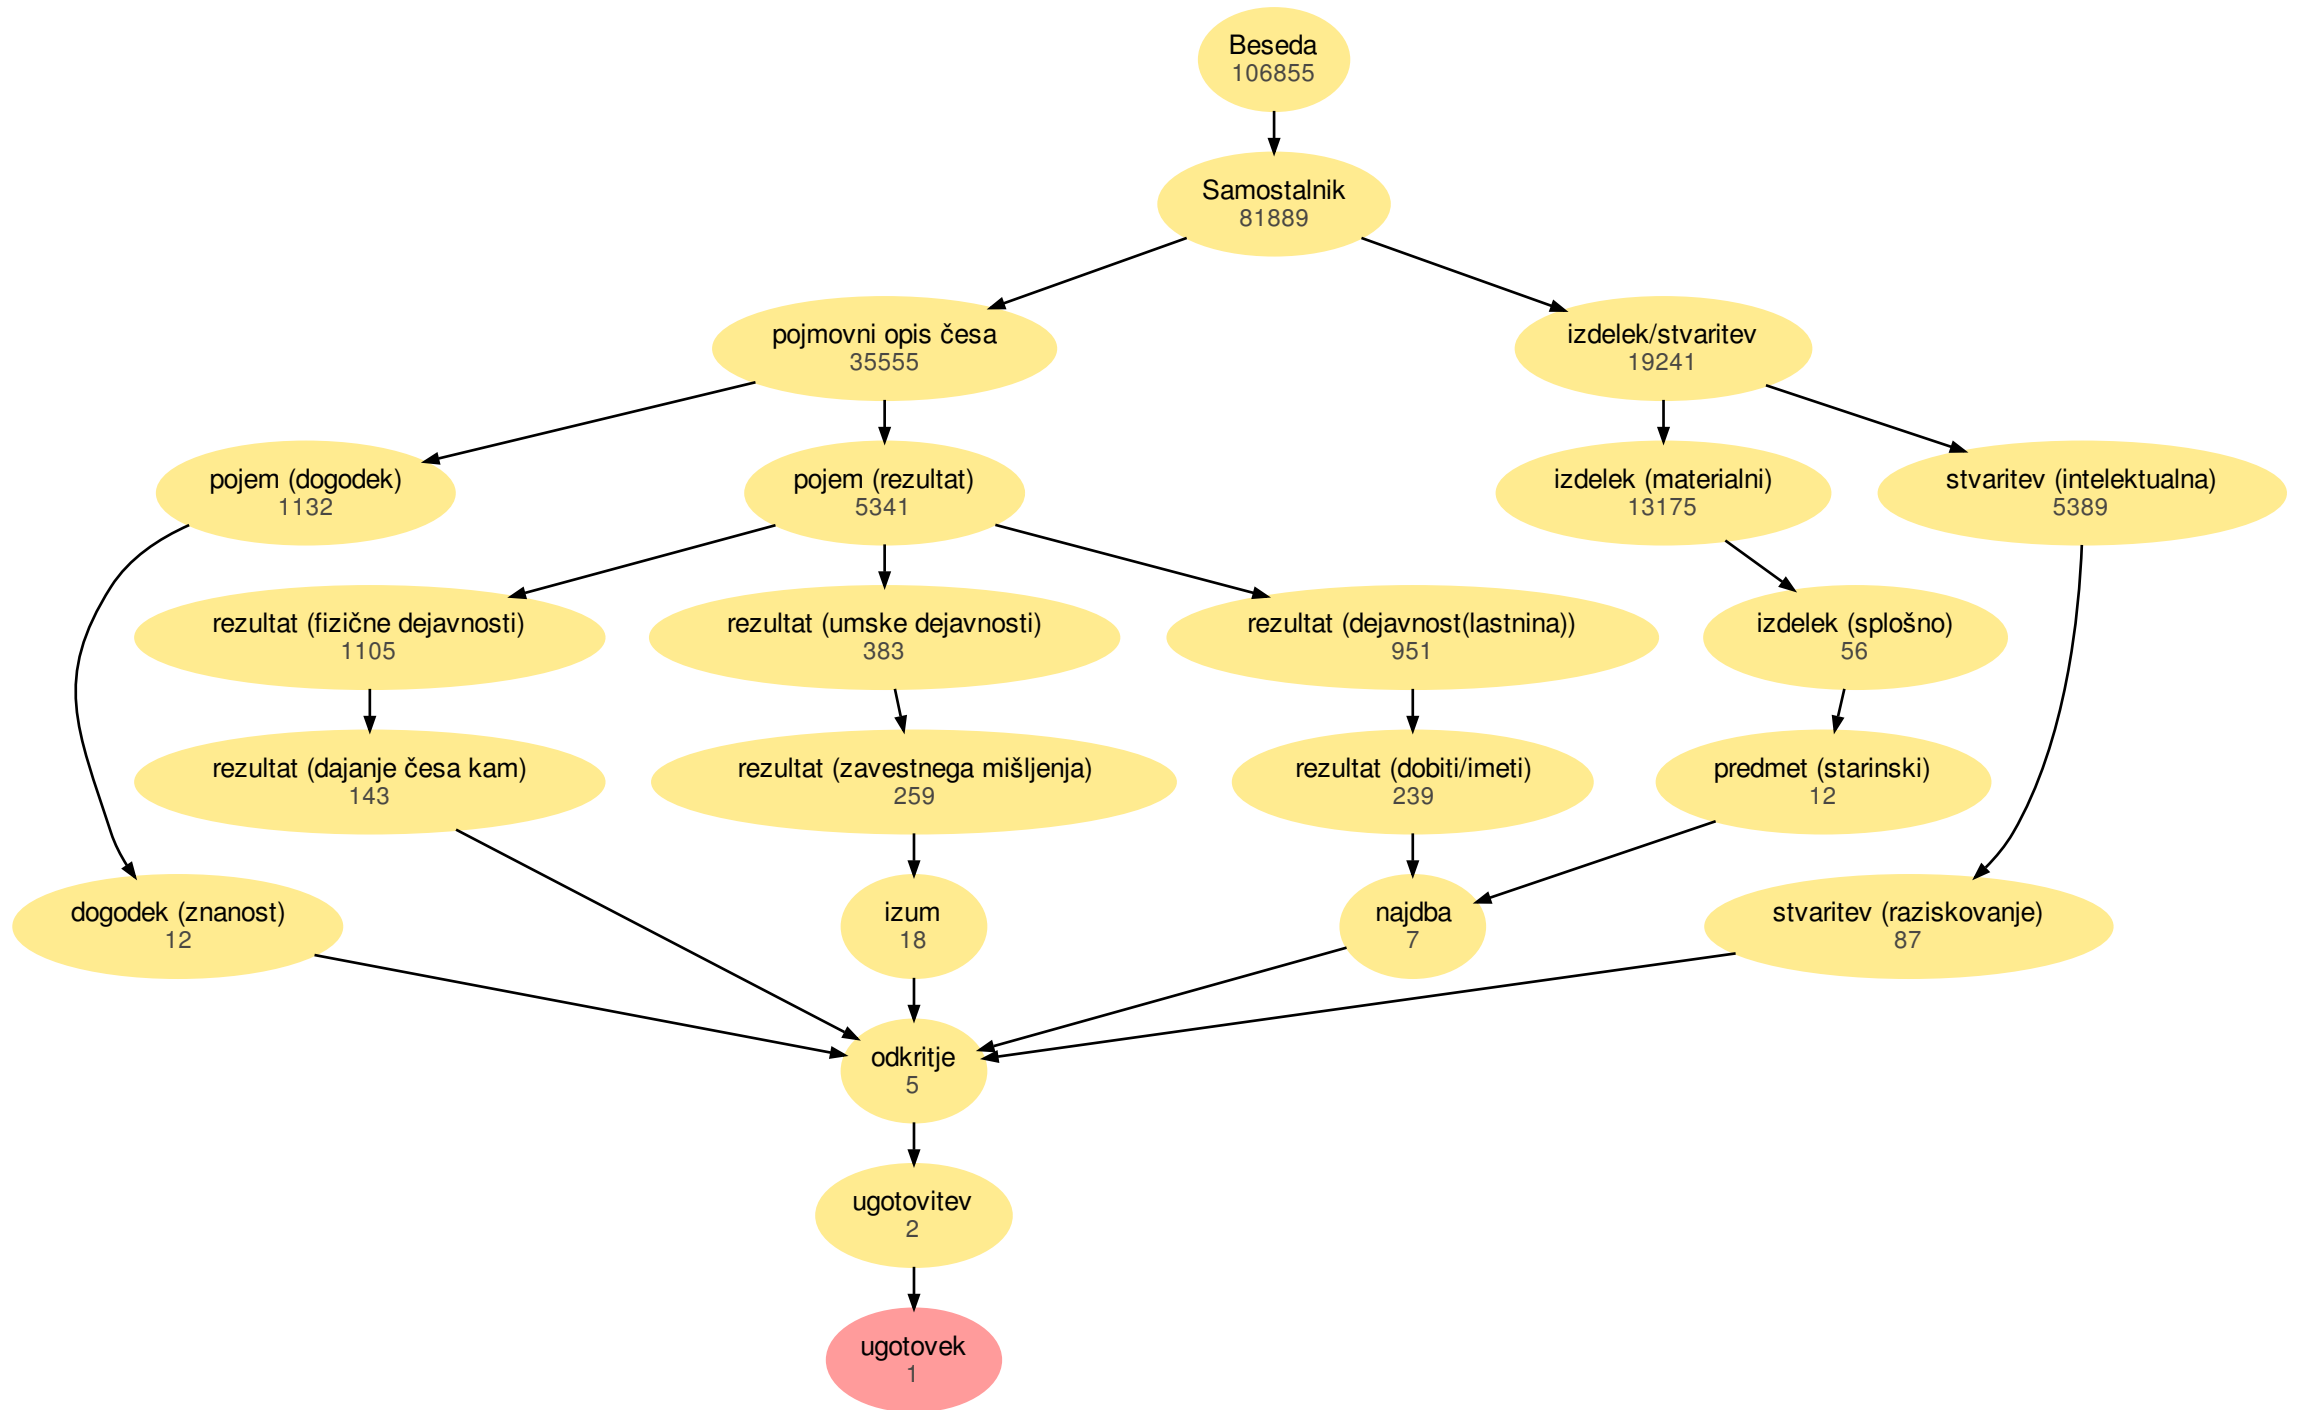 Beseda
106855
Samostalnik
81889
pojmovni opis česa
35555
izdelek/stvaritev
19241
pojem (dogodek)
1132
pojem (rezultat)
5341
izdelek (materialni)
13175
stvaritev (intelektualna)
5389
rezultat (fizične dejavnosti)
1105
rezultat (umske dejavnosti)
383
rezultat (dejavnost(lastnina))
951
izdelek (splošno)
56
rezultat (dajanje česa kam)
143
rezultat (zavestnega mišljenja)
259
rezultat (dobiti/imeti)
239
predmet (starinski)
12
dogodek (znanost)
12
izum
18
najdba
7
stvaritev (raziskovanje)
87
odkritje
5
ugotovitev
2
ugotovek
1